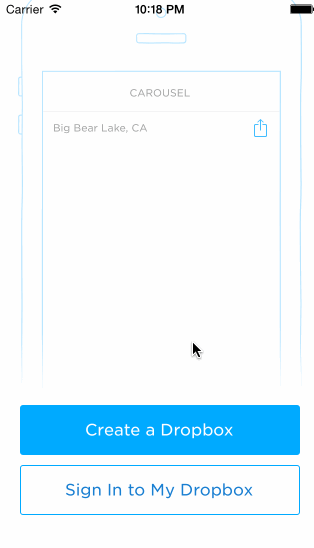 Carrier 10:18 PM
CAROUSEL
Big Bear Lake, CA
Create a Dropbox
Sign In to My Dropbox